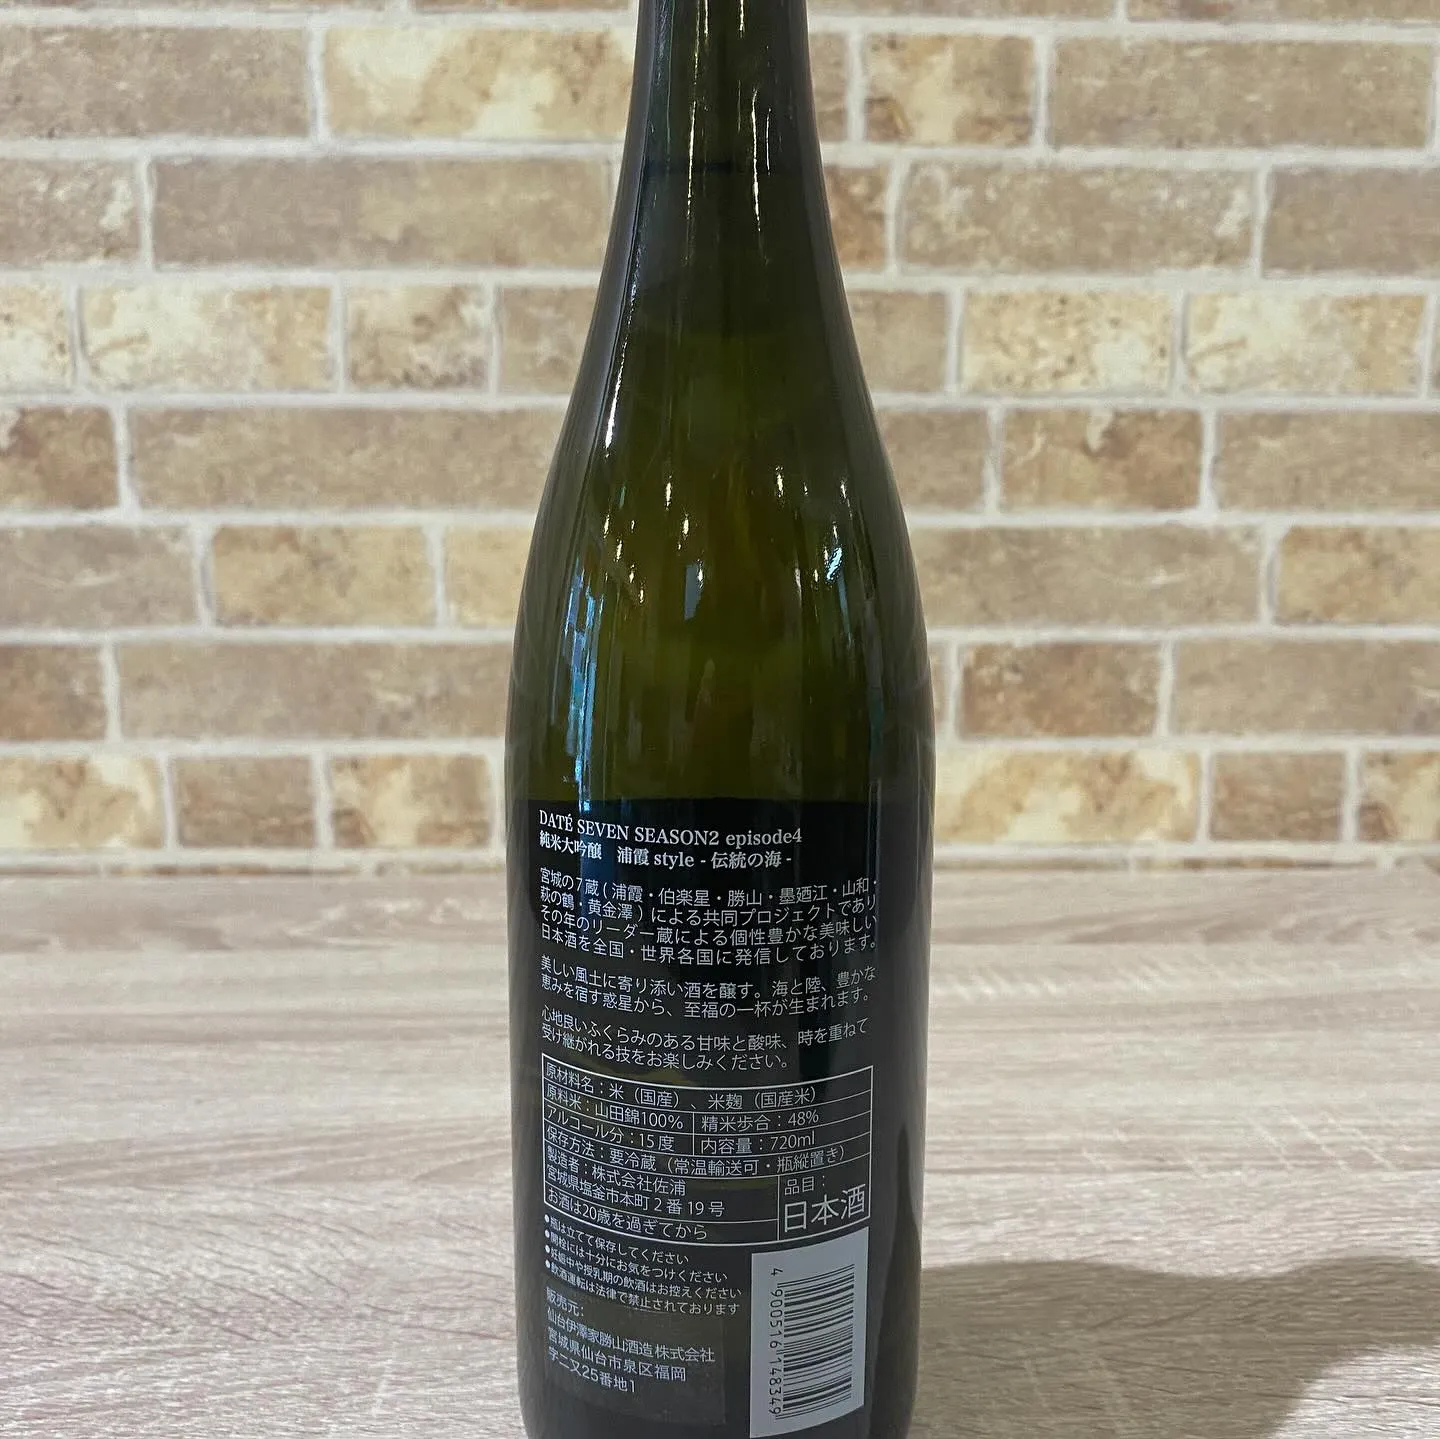 DATÉ SEVEN SEASON2 episode4
純米大吟醸　浦霞 style - 伝統の海 -
宮城の7蔵 ( 浦霞・伯楽星・勝山・墨廼江・山和・
萩の鶴・黄金澤 ) による共同プロジェクトであり
その年のリーダー蔵による個性豊かな美味しい
日本酒を全国・世界各国に発信しております。
美しい風土に寄り添い酒を醸す。海と陸、豊かな
恵みを宿す惑星から、至福の一杯が生まれます。
心地良いふくらみのある甘味と酸味、時を重ねて
受け継がれる技をお楽しみください。
原材料名：米（国産）、米麹（国産米）
原料米：山田錦100%　精米歩合：48%
アルコール分：15度　内容量：720ml
保存方法：要冷蔵（常温輸送可・瓶縦置き）
製造者：株式会社佐浦
宮城県塩釜市本町2番19号
お酒は20歳を過ぎてから
品目：
日本酒
●瓶は立てて保存してください
●開栓には十分にお気をつけください
●妊娠中や授乳期の飲酒はお控えください
●飲酒運転は法律で禁止されております
販売元：
仙台伊澤家勝山酒造株式会社
宮城県仙台市泉区福岡
字二又25番地1
4 900516 148349